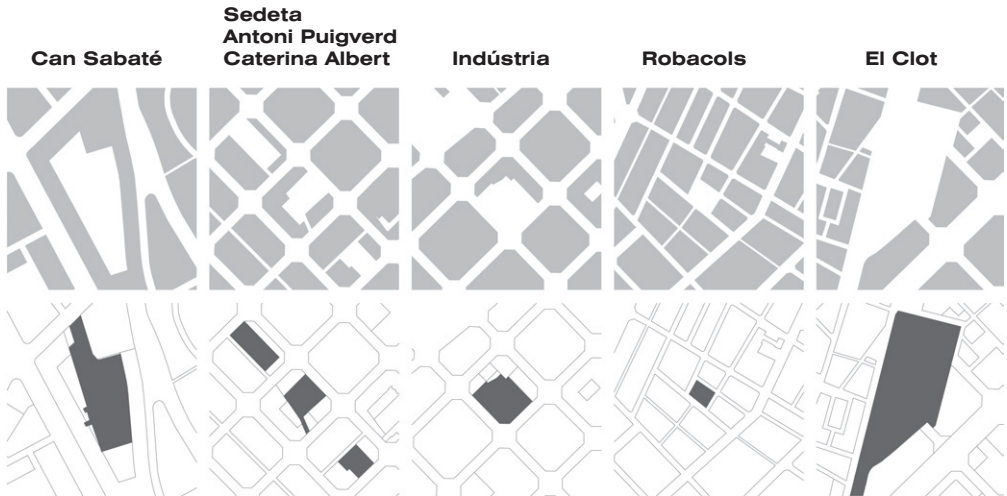 Can Sabaté
Sedeta
Antoni Puigverd
Caterina Albert
Indústria
Robacols
El Clot